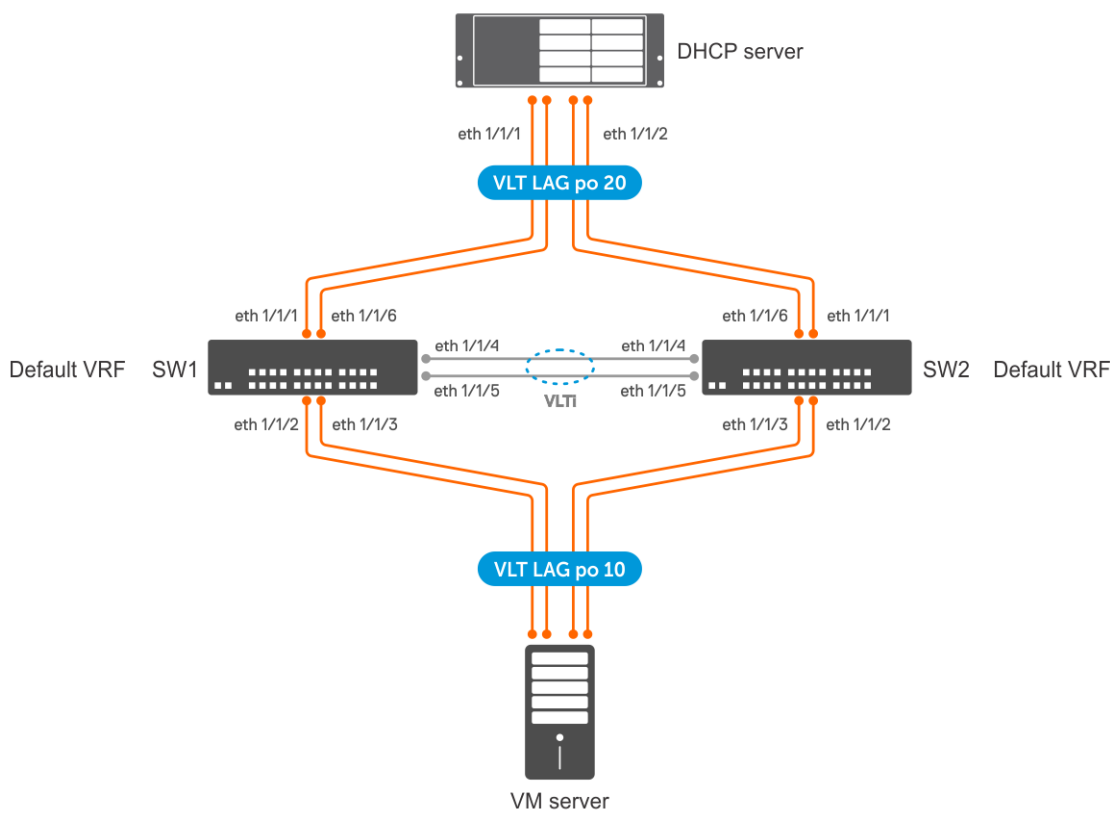 DHCP server
eth 1/1/1
eth 1/1/2
VLT LAG po 20
eth 1/1/1
eth 1/1/6
eth 1/1/6
eth 1/1/1
Default VRF
SW1
eth 1/1/4
eth 1/1/4
SW2
Default VRF
eth 1/1/5
VLTi
eth 1/1/5
eth 1/1/2
eth 1/1/3
eth 1/1/3
eth 1/1/2
VLT LAG po 10
VM server